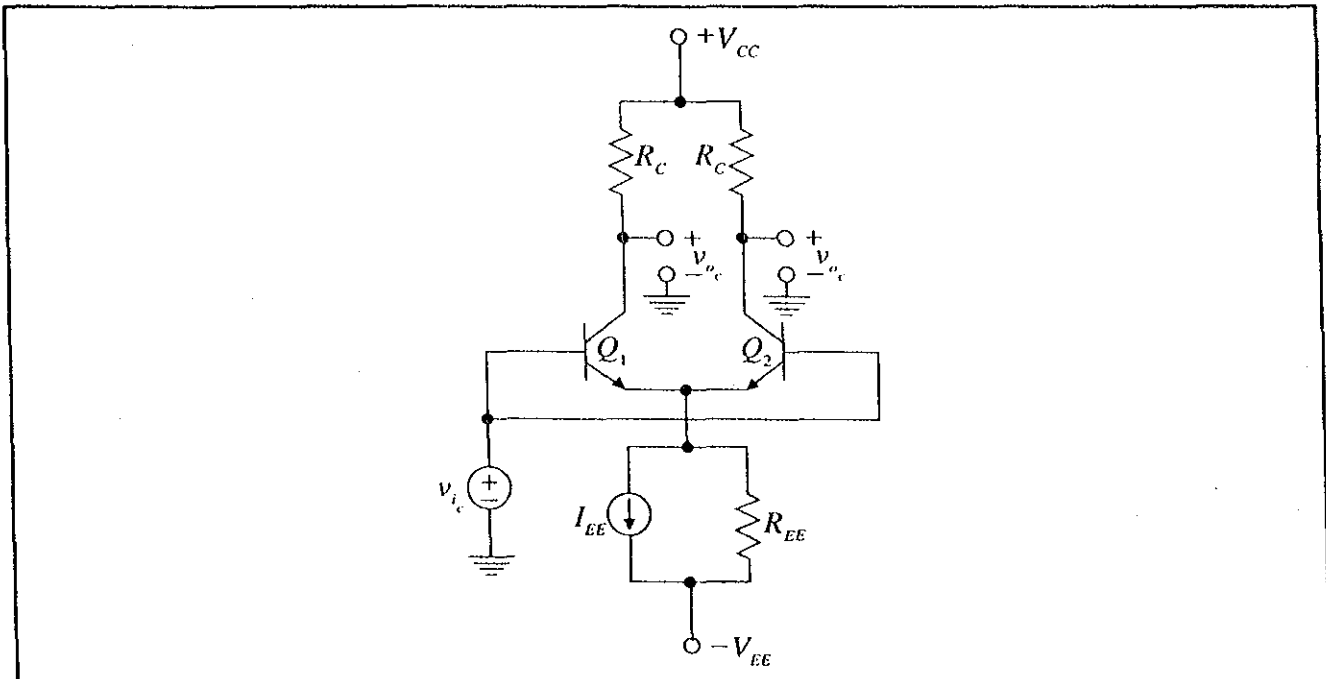 +V_CC
R_C R_C
+ +
v_oc v_oc
− −
Q_1 Q_2
+
v_ic −
I_EE R_EE
−V_EE